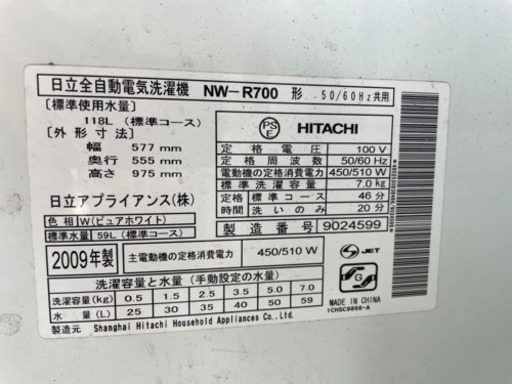 日立全自動電気洗濯機 NW-R700 形 50/60Hz共用
[標準使用水量]
118L (標準コース)
[外形寸法]
幅 577 mm
奥行 555 mm
高さ 975 mm
日立アプライアンス(株)
色相 W(ピュアホワイト)
標準水量 59L (標準コース)
PS
E
HITACHI
定格電圧 100 V
定格周波数 50/60 Hz
電動機の定格消費電力 450/510 W
標準洗濯容量 7.0 kg
定格 標準コース 46分
時間 洗いのみ 20分
製造番号 9024599
2009年製 主電動機の定格消費電力 450/510 W
S JET
洗濯容量と水量 (手動設定の水量)
洗濯容量(kg) 0.5 1.5 2.5 3.5 5.0 7.0
水量(L) 25 30 35 40 50 59
MADE IN CHINA
製造元 Shanghai Hitachi Household Appliances Co., Ltd.